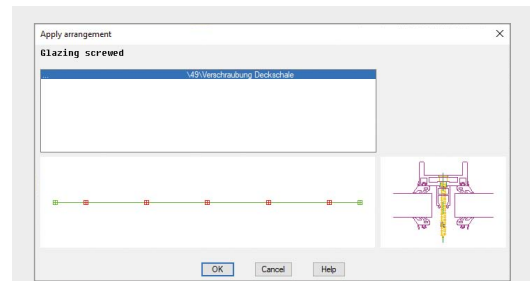 Apply arrangement
Glazing screwed
... \49\Verschraubung Deckschale
OK Cancel Help